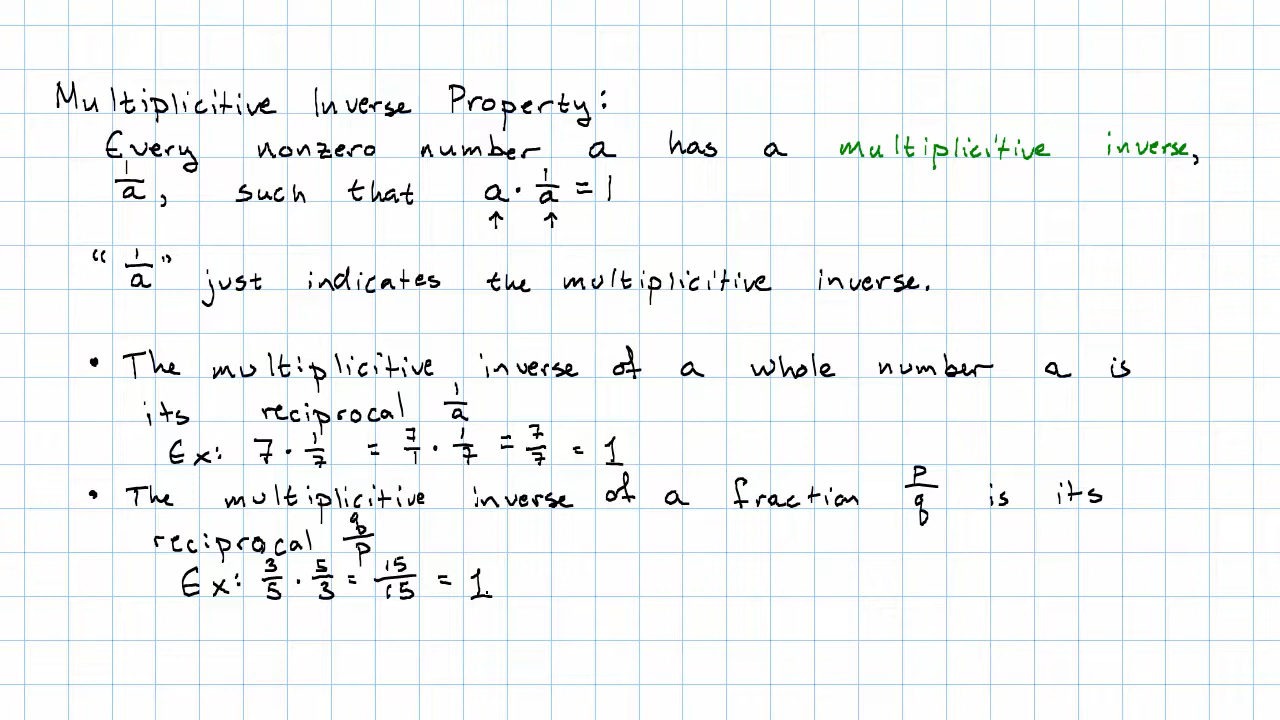 Multiplicitive Inverse Property:
Every nonzero number a has a multiplicitive inverse,
1/a, such that a · 1/a = 1
↑ ↑
“1/a” just indicates the multiplicitive inverse.
• The multiplicitive inverse of a whole number a is
its reciprocal 1/a
Ex: 7 · 1/7 = 7/1 · 1/7 = 7/7 = 1
• The multiplicitive inverse of a fraction p/q is its
reciprocal q/p
Ex: 3/5 · 5/3 = 15/15 = 1.